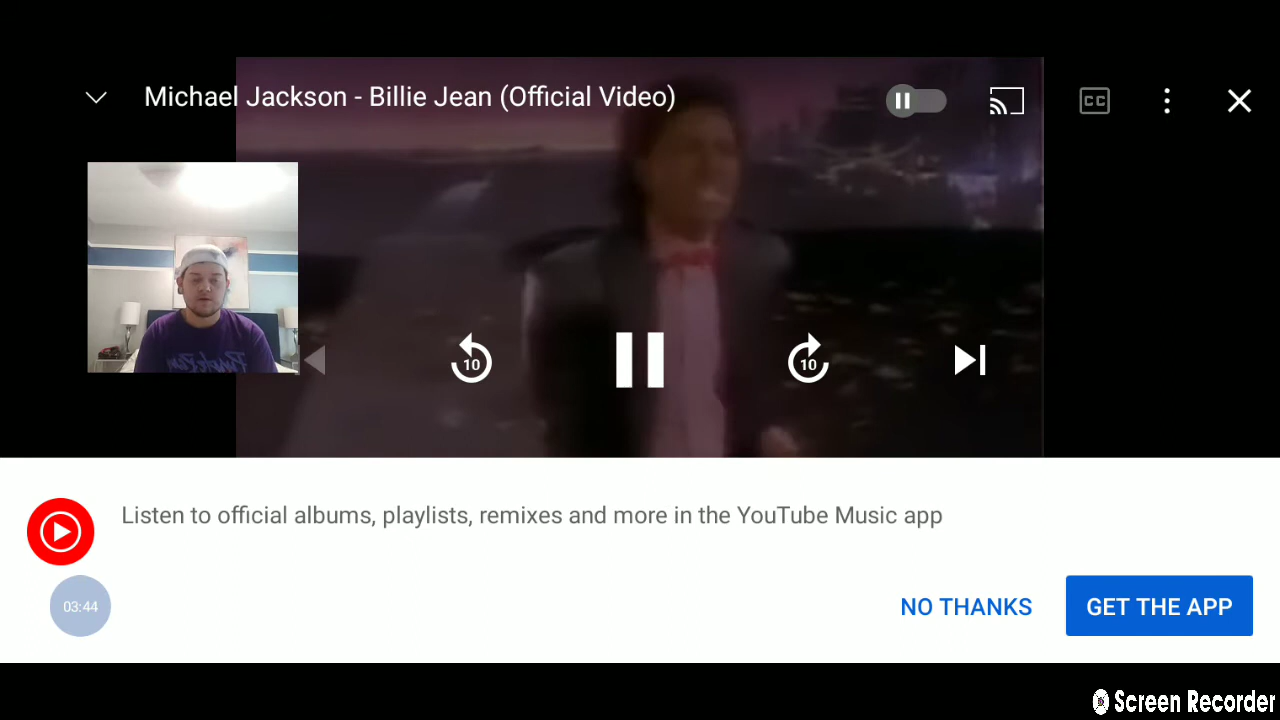 Michael Jackson - Billie Jean (Official Video)
CC
10
10
Listen to official albums, playlists, remixes and more in the YouTube Music app
03:44
NO THANKS
GET THE APP
Screen Recorder